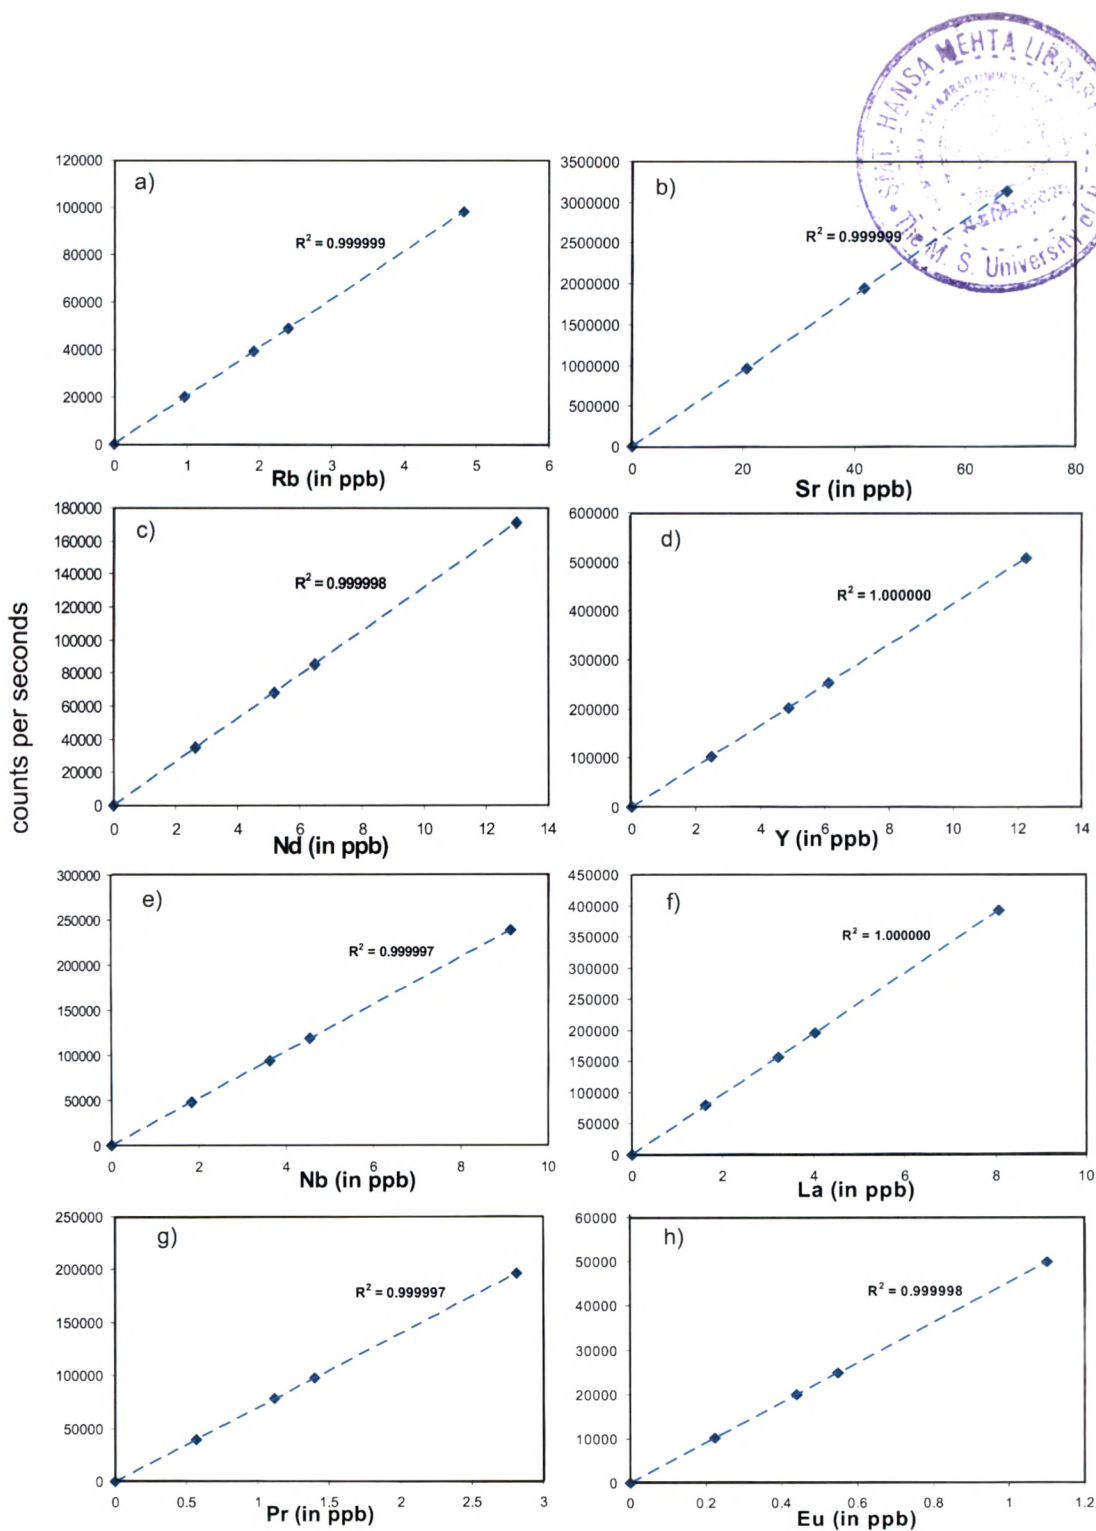 SMT. HANSA MEHTA LIBRARY
The M. S. University of
counts per seconds
120000
100000
80000
60000
40000
20000
0
a)
R² = 0.999999
0 1 2 3 4 5 6
Rb (in ppb)
3500000
3000000
2500000
2000000
1500000
1000000
500000
0
b)
R² = 0.999999
0 20 40 60 80
Sr (in ppb)
180000
160000
140000
120000
100000
80000
60000
40000
20000
0
c)
R² = 0.999998
0 2 4 6 8 10 12 14
Nd (in ppb)
600000
500000
400000
300000
200000
100000
0
d)
R² = 1.000000
0 2 4 6 8 10 12 14
Y (in ppb)
300000
250000
200000
150000
100000
50000
0
e)
R² = 0.999997
0 2 4 6 8 10
Nb (in ppb)
450000
400000
350000
300000
250000
200000
150000
100000
50000
0
f)
R² = 1.000000
0 2 4 6 8 10
La (in ppb)
250000
200000
150000
100000
50000
0
g)
R² = 0.999997
0 0.5 1 1.5 2 2.5 3
Pr (in ppb)
60000
50000
40000
30000
20000
10000
0
h)
R² = 0.999998
0 0.2 0.4 0.6 0.8 1 1.2
Eu (in ppb)